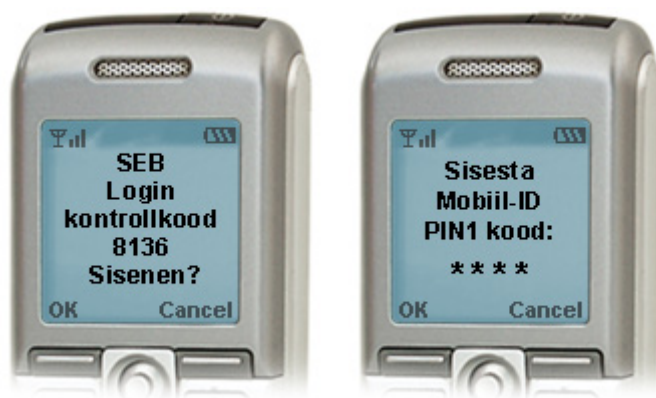 SEB
Login
kontrollkood
8136
Sisenen?
OK Cancel
Sisesta
Mobiil-ID
PIN1 kood:
****
OK Cancel